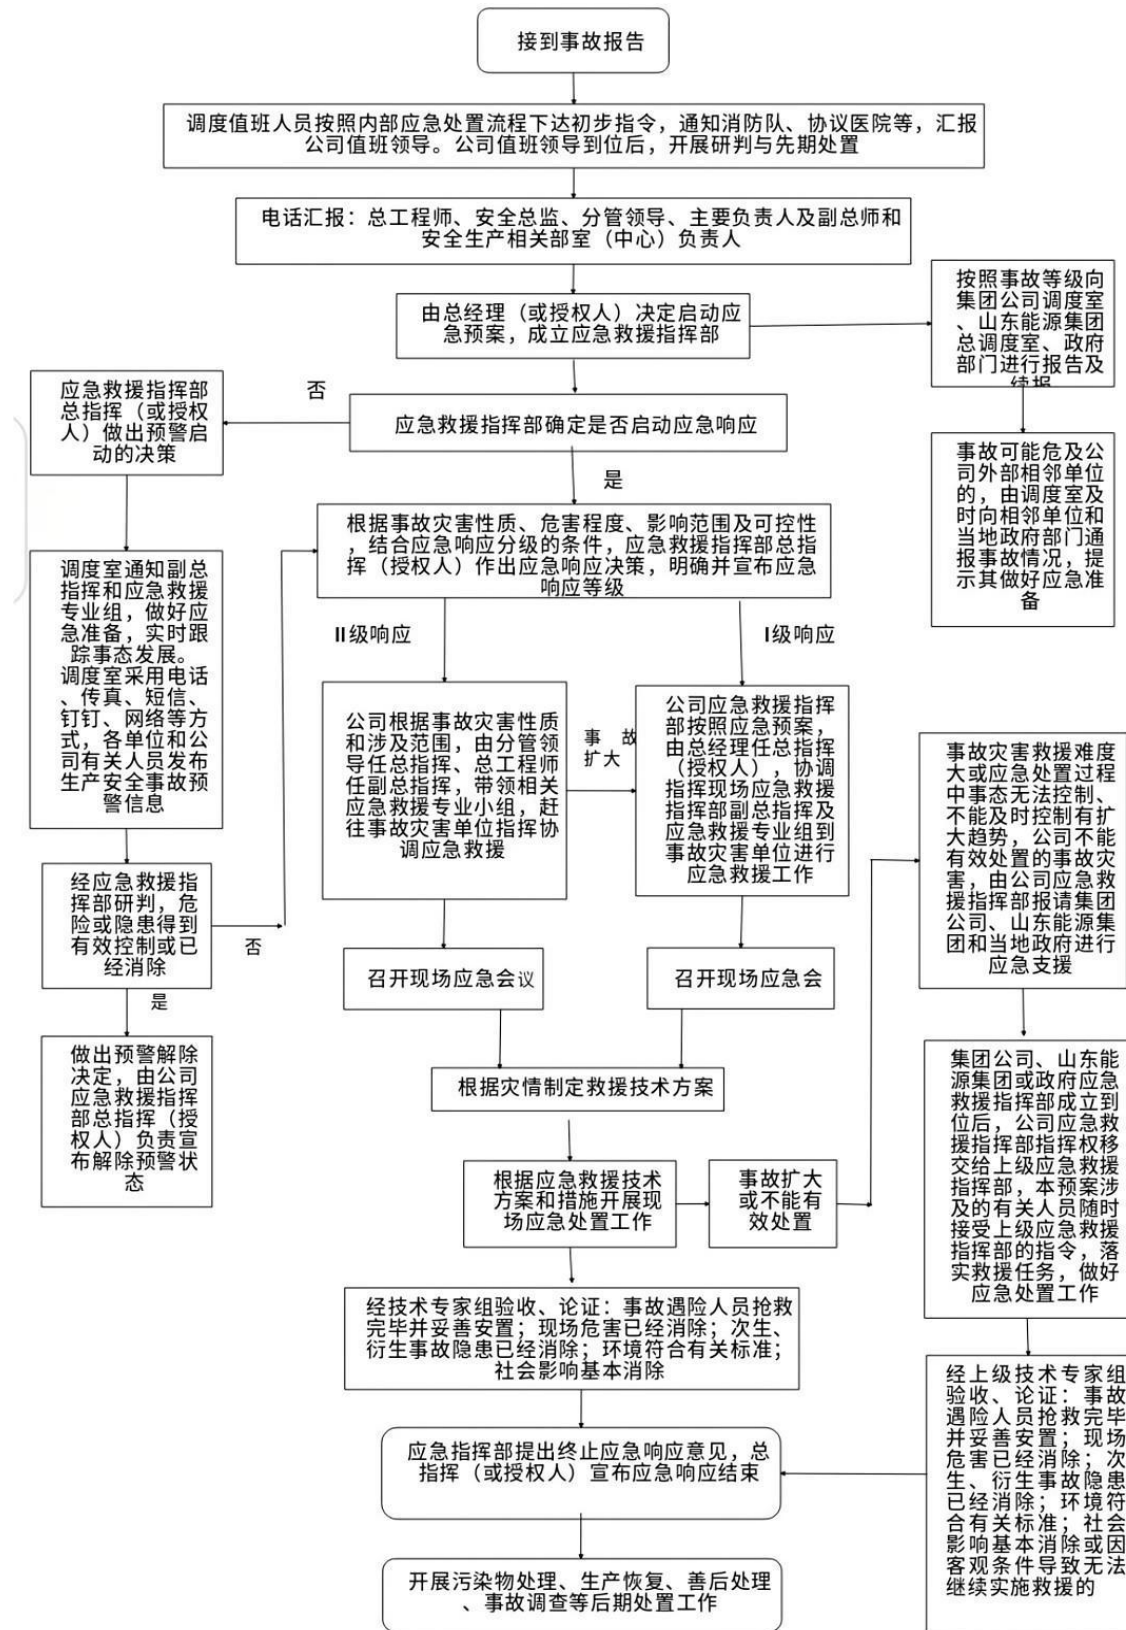 接到事故报告
调度值班人员按照内部应急处置流程下达初步指令，通知消防队、协议医院等，汇报
公司值班领导。公司值班领导到位后，开展研判与先期处置
电话汇报：总工程师、安全总监、分管领导、主要负责人及副总师和
安全生产相关部室（中心）负责人
由总经理（或授权人）决定启动应
急预案，成立应急救援指挥部
按照事故等级向
集团公司调度室
、山东能源集团
总调度室、政府
部门进行报告及
续报
事故可能危及公
司外部相邻单位
的，由调度室及
时向相邻单位和
当地政府部门通
报事故情况，提
示其做好应急准
备
应急救援指挥部确定是否启动应急响应
否
应急救援指挥部
总指挥（或授权
人）做出预警启
动的决策
调度室通知副总
指挥和应急救援
专业组，做好应
急准备，实时跟
踪事态发展。
调度室采用电话
、传真、短信、
钉钉、网络等方
式，各单位和公
司有关人员发布
生产安全事故预
警信息
经应急救援指
挥部研判，危
险或隐患得到
有效控制或已
经消除
否
是
做出预警解除
决定，由公司
应急救援指挥
部总指挥（授
权人）负责宣
布解除预警状
态
是
根据事故灾害性质、危害程度、影响范围及可控性
，结合应急响应分级的条件，应急救援指挥部总指
挥（授权人）作出应急响应决策，明确并宣布应急
响应等级
II级响应
I级响应
公司根据事故灾害性质
和涉及范围，由分管领
导任总指挥、总工程师
任副总指挥，带领相关
应急救援专业小组，赶
往事故灾害单位指挥协
调应急救援
事 故
扩大
公司应急救援指挥
部按照应急预案，
由总经理任总指挥
（授权人），协调
指挥现场应急救援
指挥部副总指挥及
应急救援专业组到
事故灾害单位进行
应急救援工作
召开现场应急会议
召开现场应急会
根据灾情制定救援技术方案
根据应急救援技术
方案和措施开展现
场应急处置工作
事故扩大
或不能有
效处置
事故灾害救援难度
大或应急处置过程
中事态无法控制、
不能及时控制有扩
大趋势，公司不能
有效处置的事故灾
害，由公司应急救
援指挥部报请集团
公司、山东能源集
团和当地政府进行
应急支援
集团公司、山东能
源集团或政府应急
救援指挥部成立到
位后，公司应急救
援指挥部指挥权移
交给上级应急救援
指挥部，本预案涉
及的有关人员随时
接受上级应急救援
指挥部的指令，落
实救援任务，做好
应急处置工作
经上级技术专家组
验收、论证：事故
遇险人员抢救完毕
并妥善安置；现场
危害已经消除；次
生、衍生事故隐患
已经消除；环境符
合有关标准；社会
影响基本消除或因
客观条件导致无法
继续实施救援的
经技术专家组验收、论证：事故遇险人员抢救
完毕并妥善安置；现场危害已经消除；次生、
衍生事故隐患已经消除；环境符合有关标准；
社会影响基本消除
应急指挥部提出终止应急响应意见，总
指挥（或授权人）宣布应急响应结束
开展污染物处理、生产恢复、善后处理
、事故调查等后期处置工作